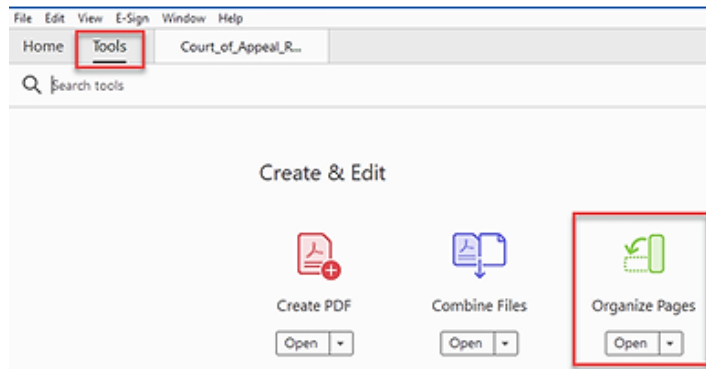 File Edit View E-Sign Window Help
Home Tools Court_of_Appeal_R...
Search tools
Create & Edit
Create PDF Combine Files Organize Pages
Open Open Open